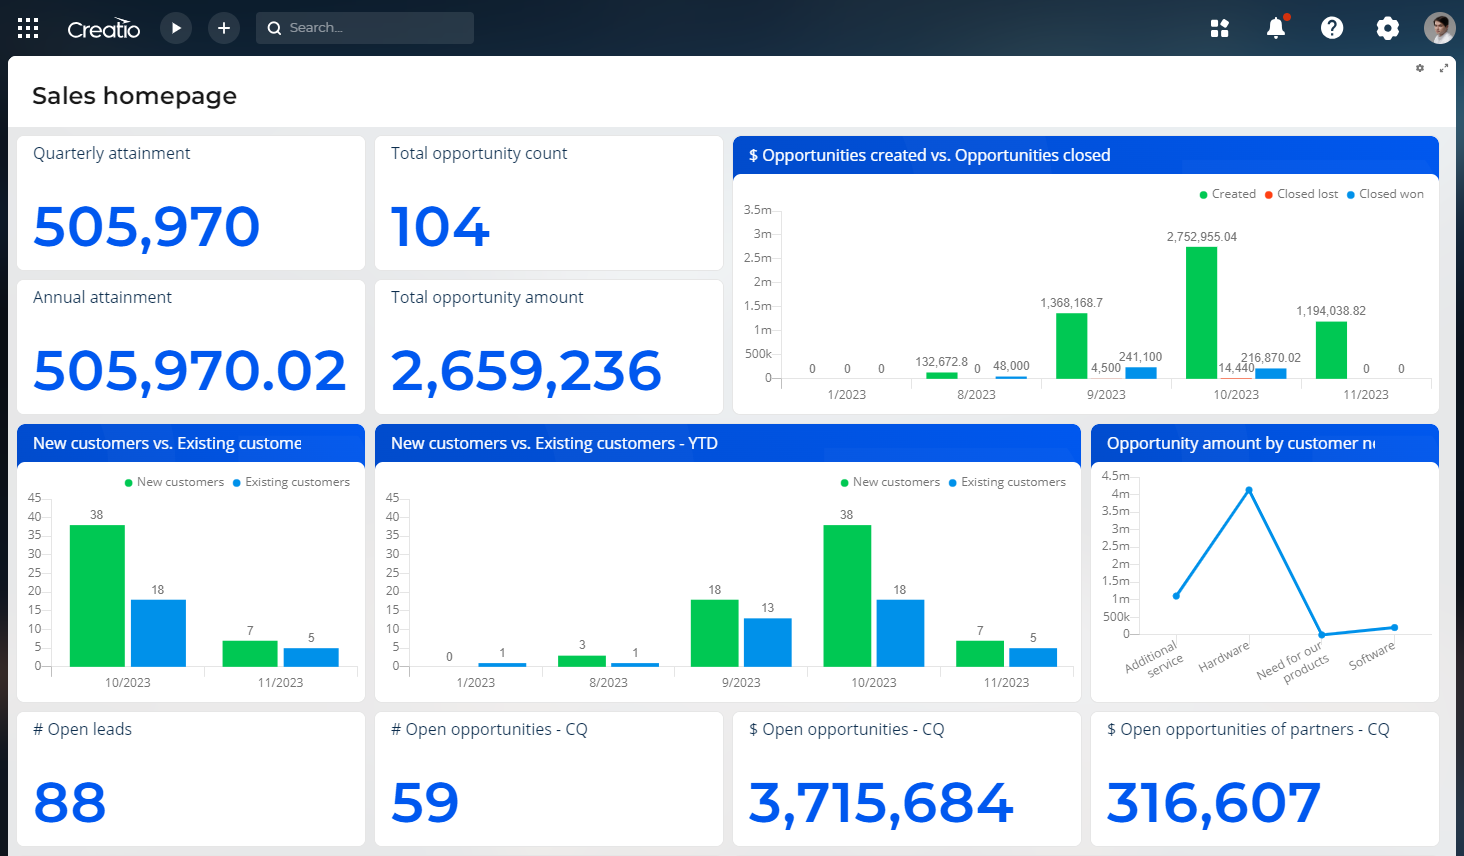 Creatio
Search...
Sales homepage
Quarterly attainment
505,970
Total opportunity count
104
Annual attainment
505,970.02
Total opportunity amount
2,659,236
$ Opportunities created vs. Opportunities closed
Created Closed lost Closed won
3.5m
3m
2.5m
2m
1.5m
1m
500k
0
0 0 0
132,672.8 0 48,000
1,368,168.7 4,500 241,100
2,752,955.04 14,440 216,870.02
1,194,038.82 0 0
1/2023 8/2023 9/2023 10/2023 11/2023
New customers vs. Existing custome
New customers Existing customers
45
40
35
30
25
20
15
10
5
0
38 18 7 5
10/2023 11/2023
New customers vs. Existing customers - YTD
New customers Existing customers
45
40
35
30
25
20
15
10
5
0
0 1 3 1 18 13 38 18 7 5
1/2023 8/2023 9/2023 10/2023 11/2023
Opportunity amount by customer n
4.5m
4m
3.5m
3m
2.5m
2m
1.5m
1m
500k
0
Additional
service
Hardware
Need for our
products
Software
# Open leads
88
# Open opportunities - CQ
59
$ Open opportunities - CQ
3,715,684
$ Open opportunities of partners - CQ
316,607